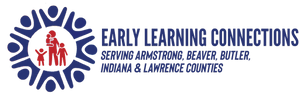 EARLY LEARNING CONNECTIONS
SERVING ARMSTRONG, BEAVER, BUTLER,
INDIANA & LAWRENCE COUNTIES